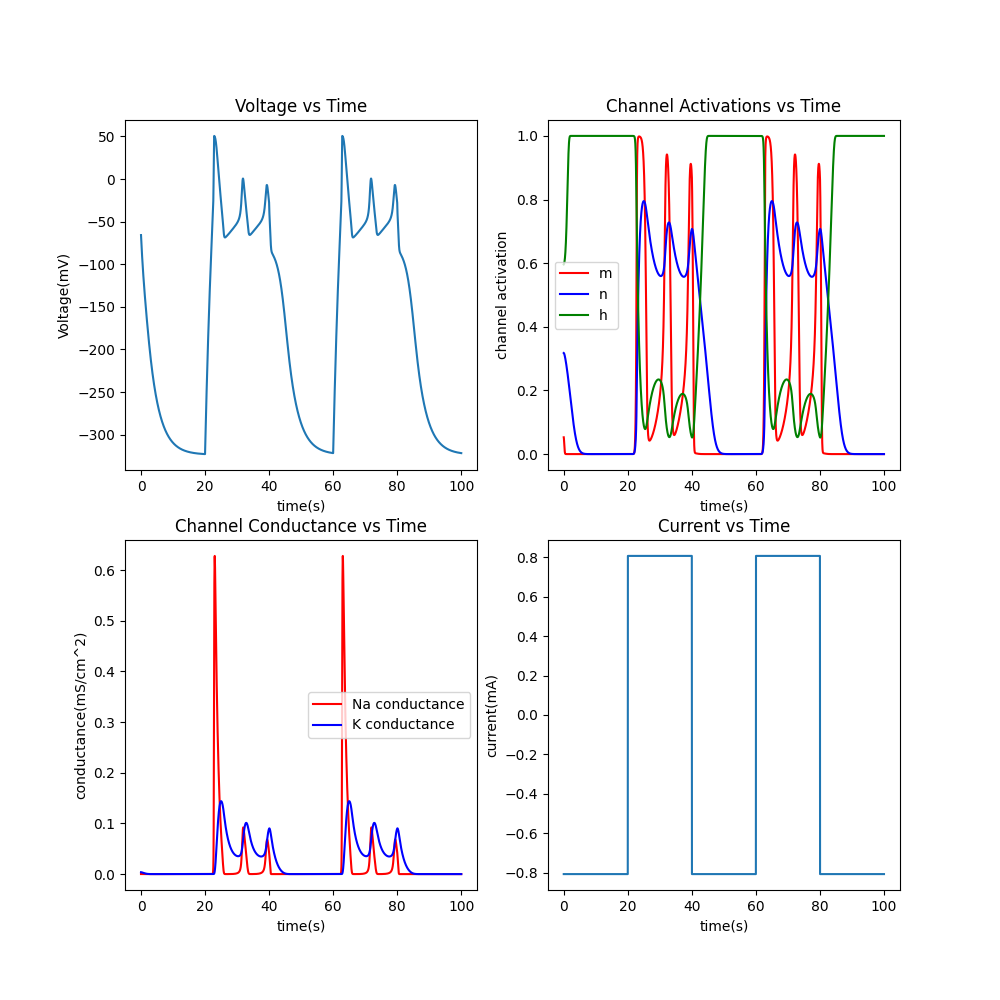 Voltage vs Time
50
0
−50
−100
−150
−200
−250
−300
Voltage(mV)
0 20 40 60 80 100
time(s)
Channel Activations vs Time
1.0
0.8
0.6
0.4
0.2
0.0
channel activation
m
n
h
0 20 40 60 80 100
time(s)
Channel Conductance vs Time
0.6
0.5
0.4
0.3
0.2
0.1
0.0
conductance(mS/cm^2)
Na conductance
K conductance
0 20 40 60 80 100
time(s)
Current vs Time
0.8
0.6
0.4
0.2
0.0
−0.2
−0.4
−0.6
−0.8
current(mA)
0 20 40 60 80 100
time(s)